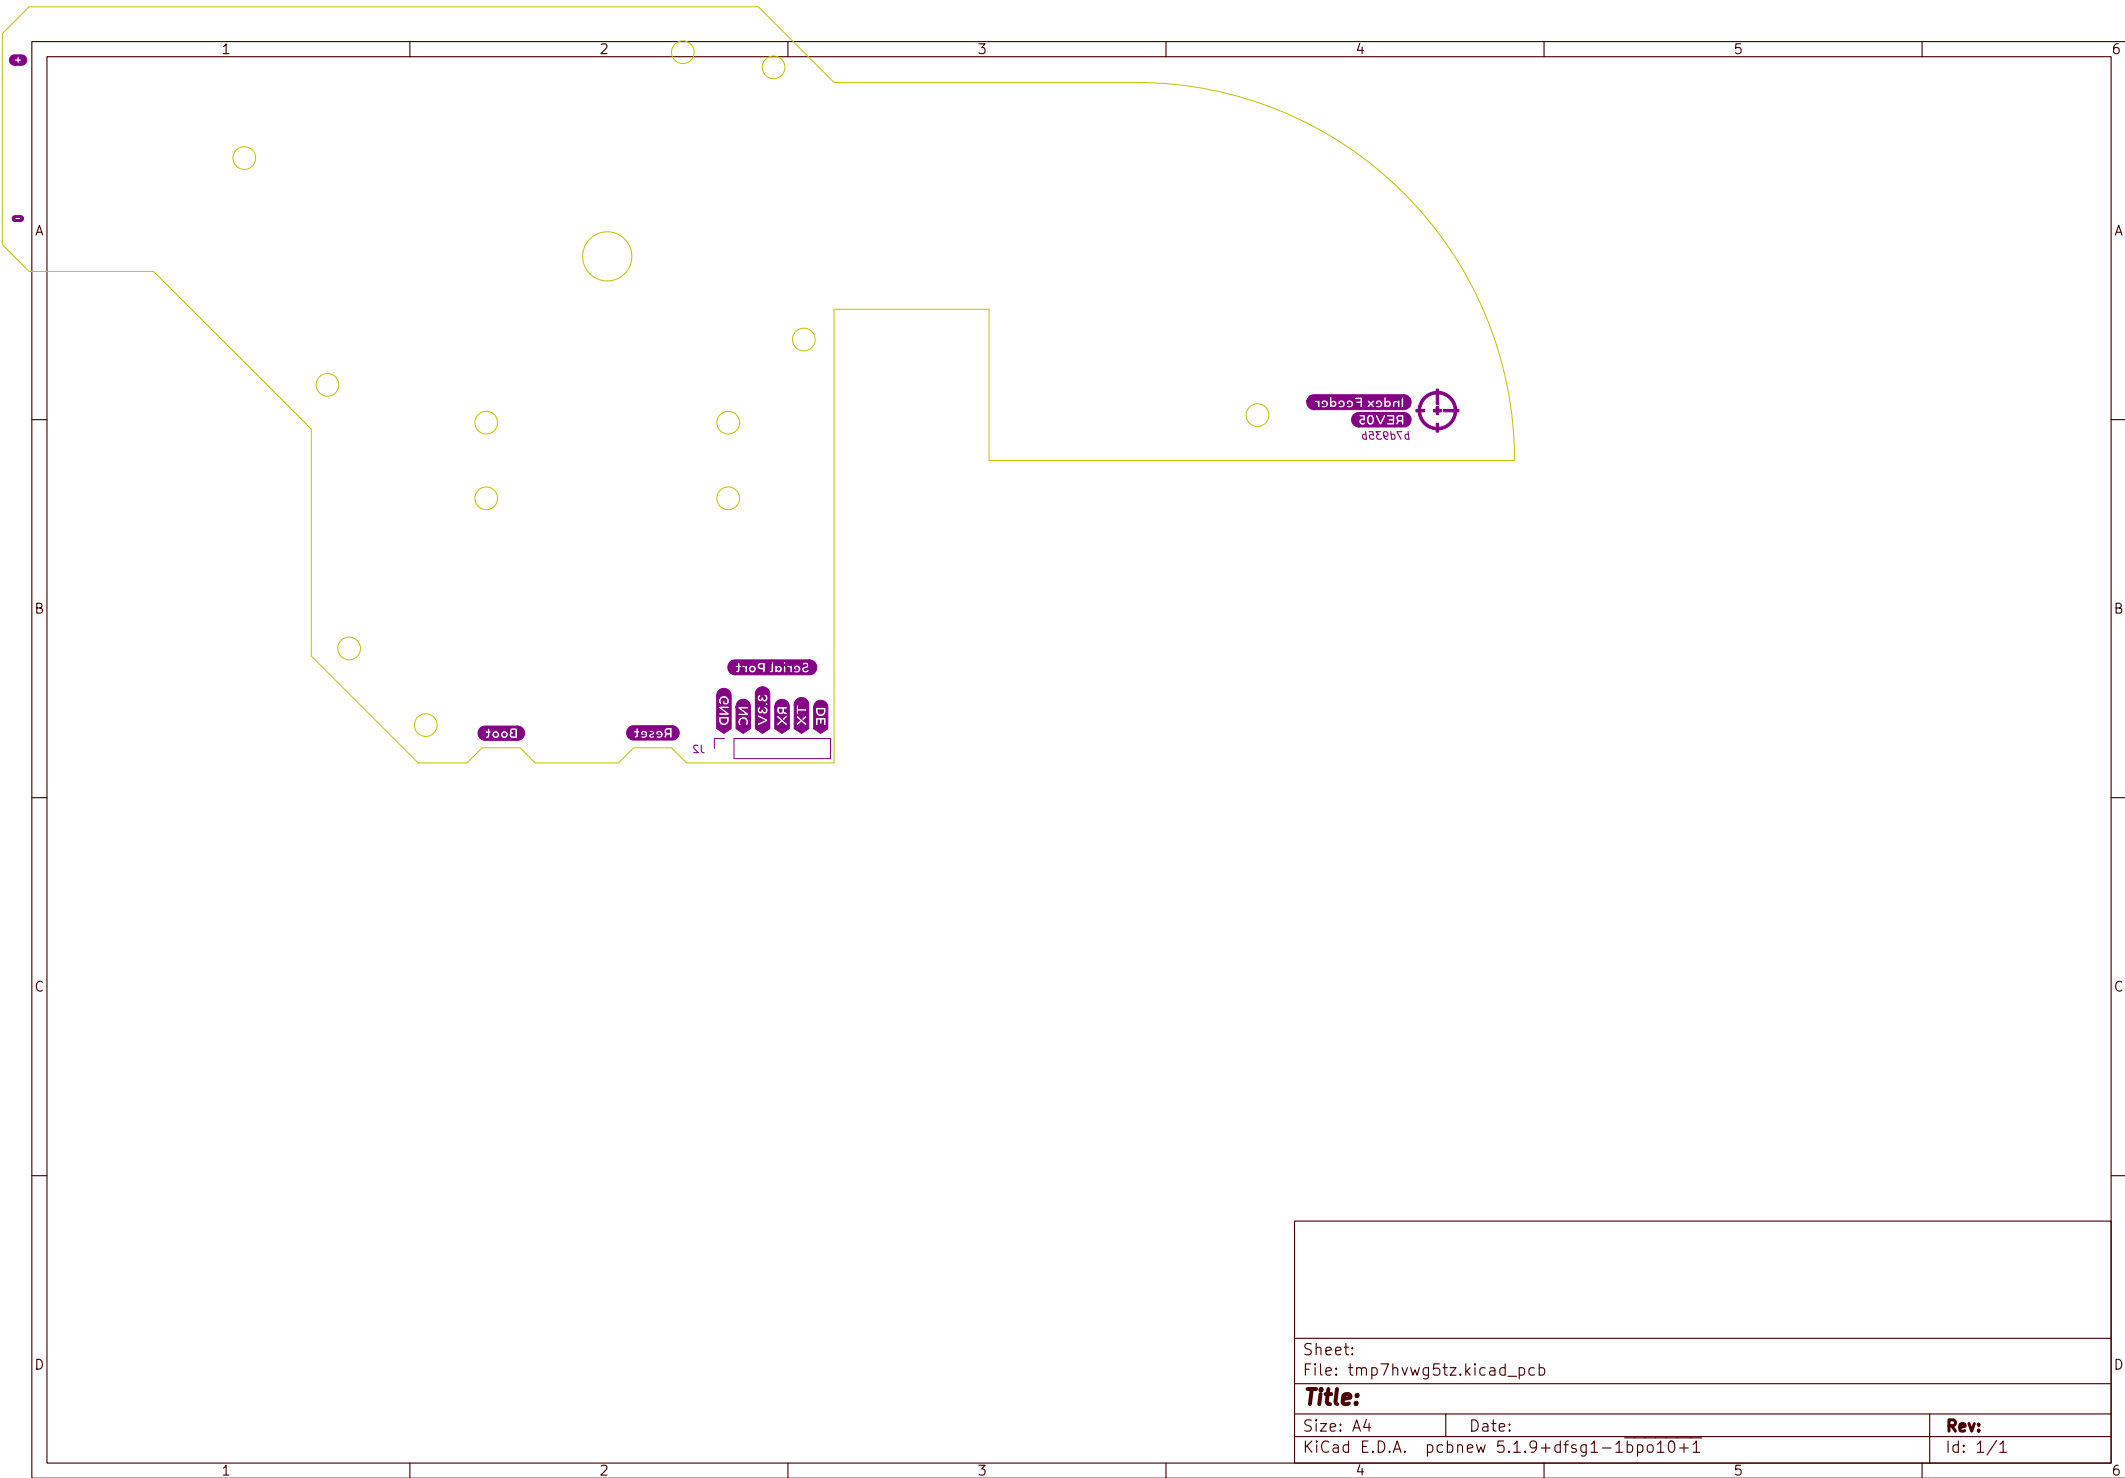 1 2 3 4 5 6
+
-
A A
Index Feeder
REV05
b7d935b
B B
Serial Port
GND NC 3.3V RX TX DE
Boot Reset J2
C C
Sheet:
File: tmp7hvwg5tz.kicad_pcb
D D
Title:
Size: A4 Date: Rev:
KiCad E.D.A. pcbnew 5.1.9+dfsg1-1bpo10+1 Id: 1/1
1 2 3 4 5 6